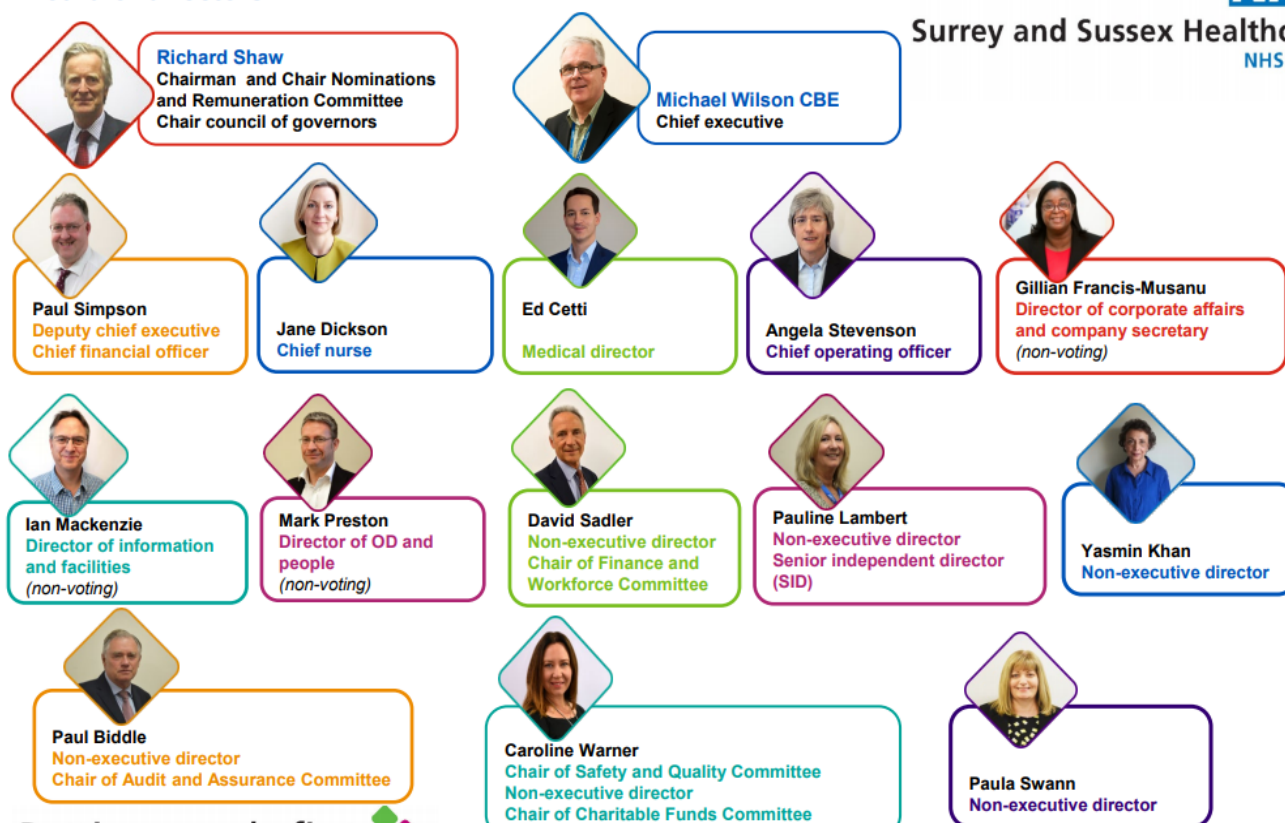 Surrey and Sussex
NHS
Richard Shaw
Chairman and Chair Nominations
and Remuneration Committee
Chair council of governors
Michael Wilson CBE
Chief executive
Paul Simpson
Deputy chief executive
Chief financial officer
Jane Dickson
Chief nurse
Ed Cetti
Medical director
Angela Stevenson
Chief operating officer
Gillian Francis-Musanu
Director of corporate affairs
and company secretary
(non-voting)
Ian Mackenzie
Director of information
and facilities
(non-voting)
Mark Preston
Director of OD and
people
(non-voting)
David Sadler
Non-executive director
Chair of Finance and
Workforce Committee
Pauline Lambert
Non-executive director
Senior independent director
(SID)
Yasmin Khan
Non-executive director
Paul Biddle
Non-executive director
Chair of Audit and Assurance Committee
Caroline Warner
Chair of Safety and Quality Committee
Non-executive director
Chair of Charitable Funds Committee
Paula Swann
Non-executive director